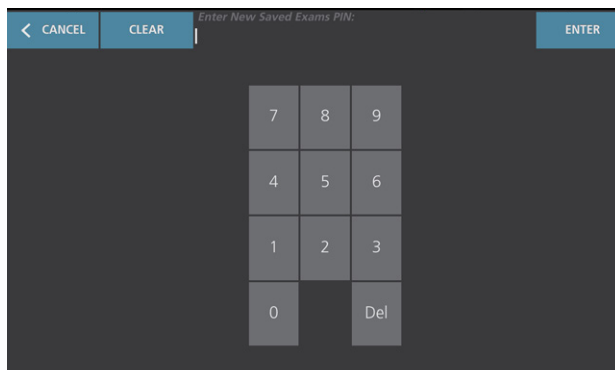 Enter New Saved Exams PIN:
CANCEL CLEAR ENTER
7 8 9
4 5 6
1 2 3
0 Del